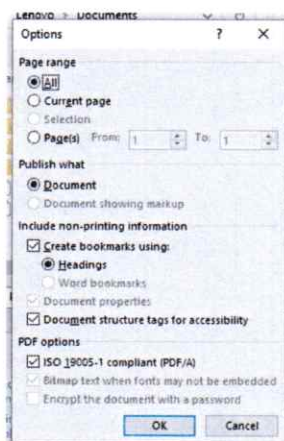 Lenovo > Documents
Options ? ×
Page range
All
Current page
Selection
Page(s) From: 1 To: 1
Publish what
Document
Document showing markup
Include non-printing information
Create bookmarks using:
Headings
Word bookmarks
Document properties
Document structure tags for accessibility
PDF options
ISO 19005-1 compliant (PDF/A)
Bitmap text when fonts may not be embedded
Encrypt the document with a password
OK Cancel